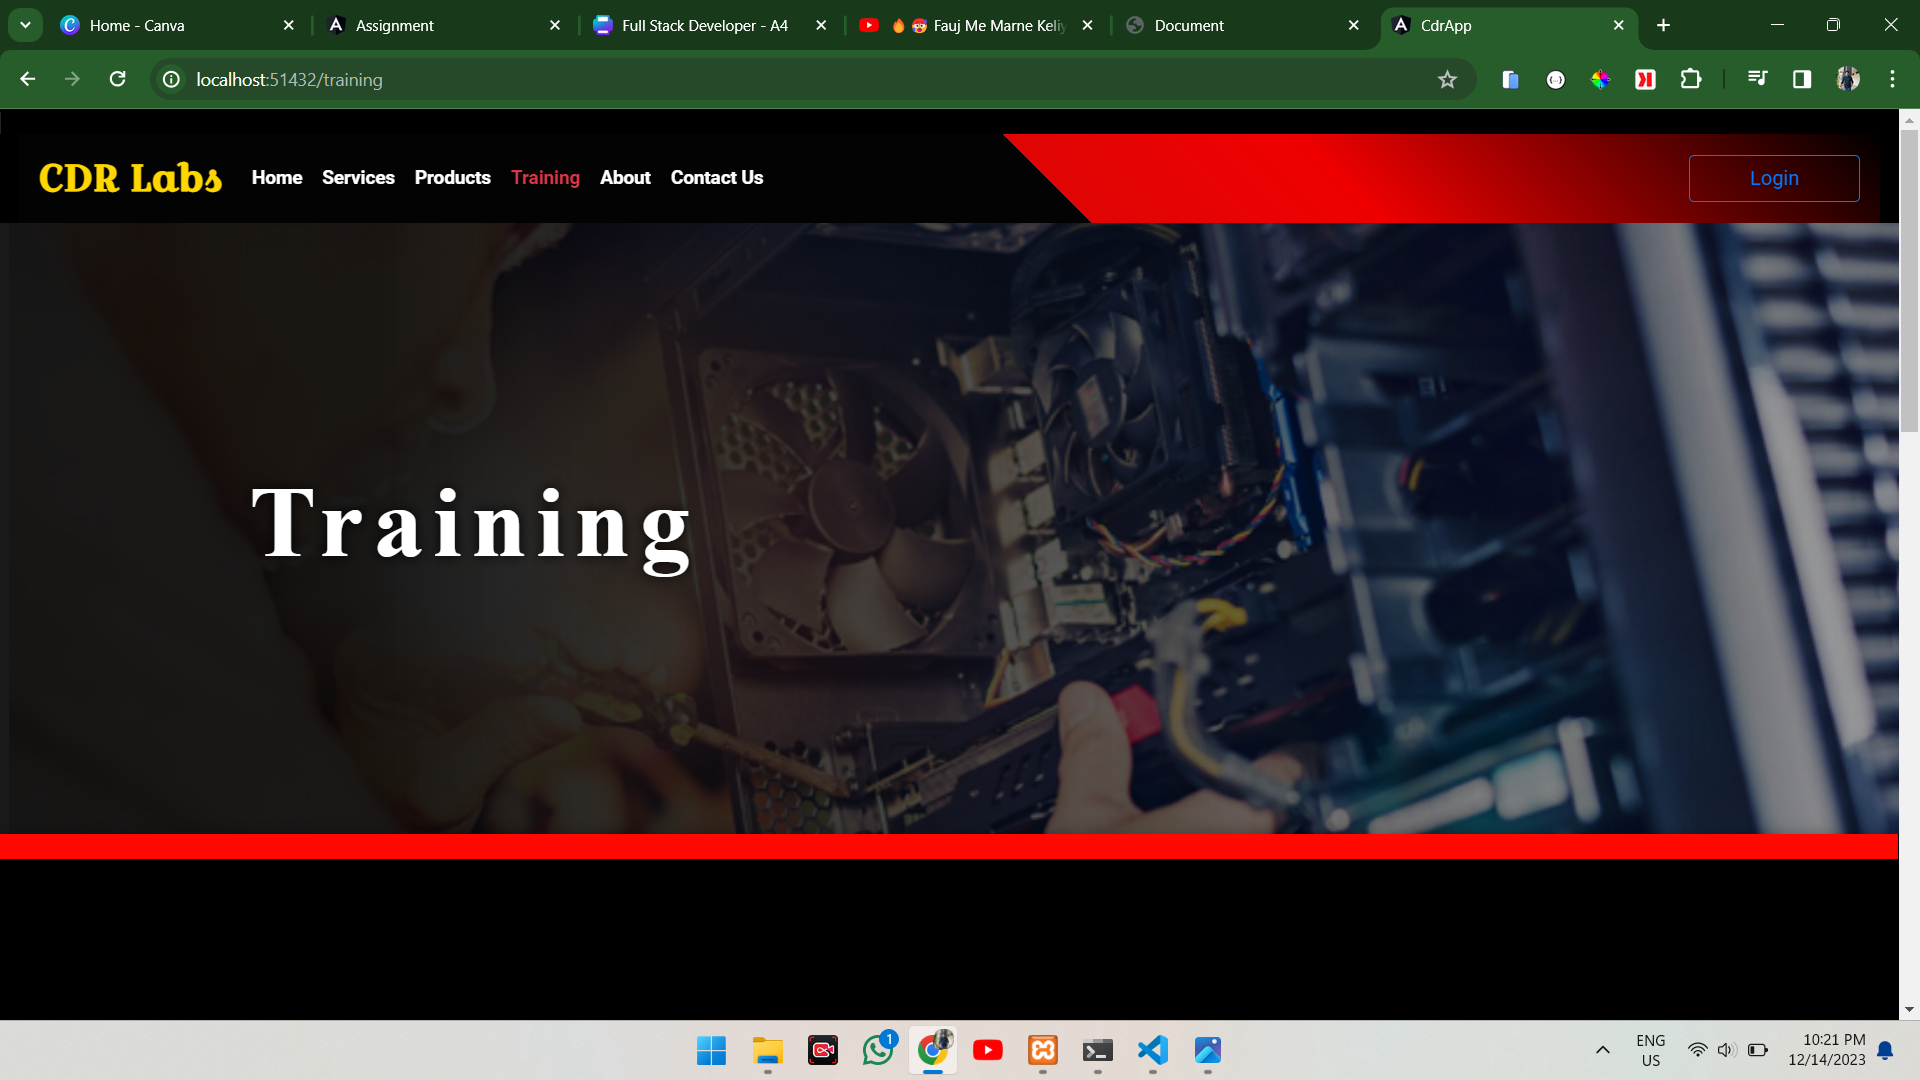 Home - Canva
Assignment
Full Stack Developer - A4
Fauj Me Marne Keliy
Document
CdrApp
localhost:51432/training
CDR Labs
Home Services Products Training About Contact Us
Login
Training
1
ENG
US
10:21 PM
12/14/2023